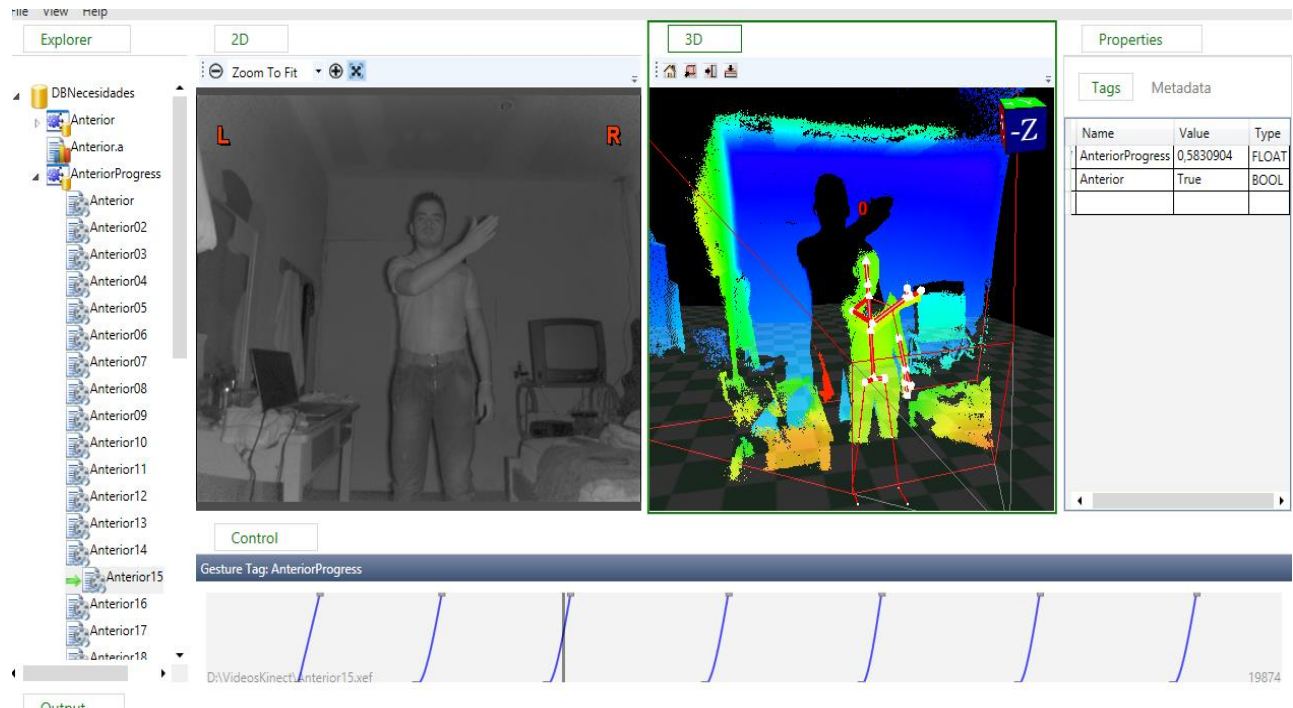 File View Help
Explorer
2D
3D
Properties
Zoom To Fit
DBNecesidades
Anterior
Anterior.a
AnteriorProgress
Anterior
Anterior02
Anterior03
Anterior04
Anterior05
Anterior06
Anterior07
Anterior08
Anterior09
Anterior10
Anterior11
Anterior12
Anterior13
Anterior14
Anterior15
Anterior16
Anterior17
Anterior18
L R
0
-Z
Tags Metadata
Name Value Type
AnteriorProgress 0,5830904 FLOAT
Anterior True BOOL
Control
Gesture Tag: AnteriorProgress
D:\VideosKinect\Anterior15.xef 19874
Output